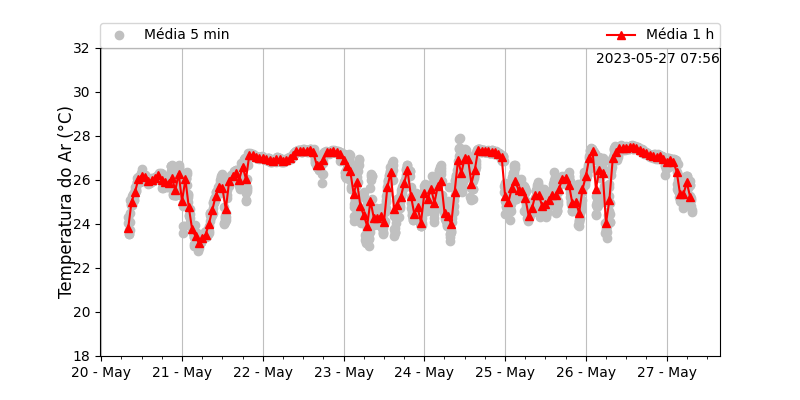 Média 5 min
Média 1 h
2023-05-27 07:56
Temperatura do Ar (°C)
32
30
28
26
24
22
20
18
20 - May
21 - May
22 - May
23 - May
24 - May
25 - May
26 - May
27 - May